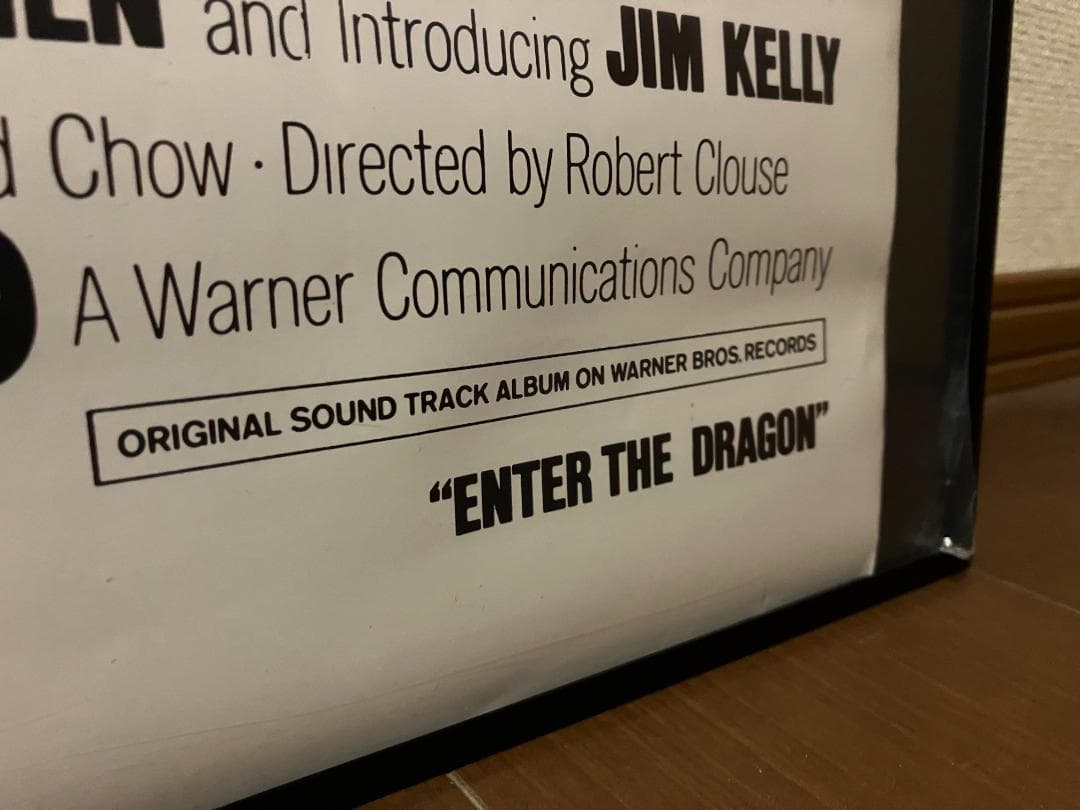 and Introducing JIM KELLY
Chow · Directed by Robert Clouse
A Warner Communications Company
ORIGINAL SOUND TRACK ALBUM ON WARNER BROS. RECORDS
“ENTER THE DRAGON”